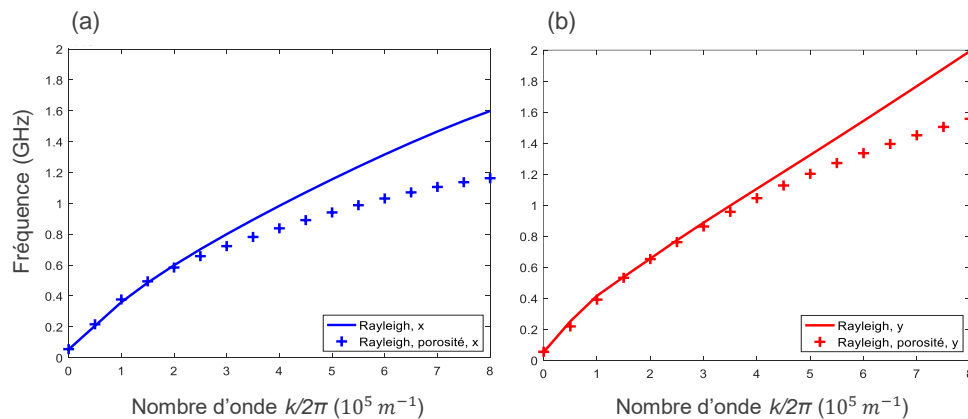 (a)
(b)
Fréquence (GHz)
2
1.8
1.6
1.4
1.2
1
0.8
0.6
0.4
0.2
0
0 1 2 3 4 5 6 7 8
Rayleigh, x
Rayleigh, porosité, x
Nombre d'onde k/2π (10⁵ m⁻¹)
2
1.8
1.6
1.4
1.2
1
0.8
0.6
0.4
0.2
0
0 1 2 3 4 5 6 7 8
Rayleigh, y
Rayleigh, porosité, y
Nombre d'onde k/2π (10⁵ m⁻¹)